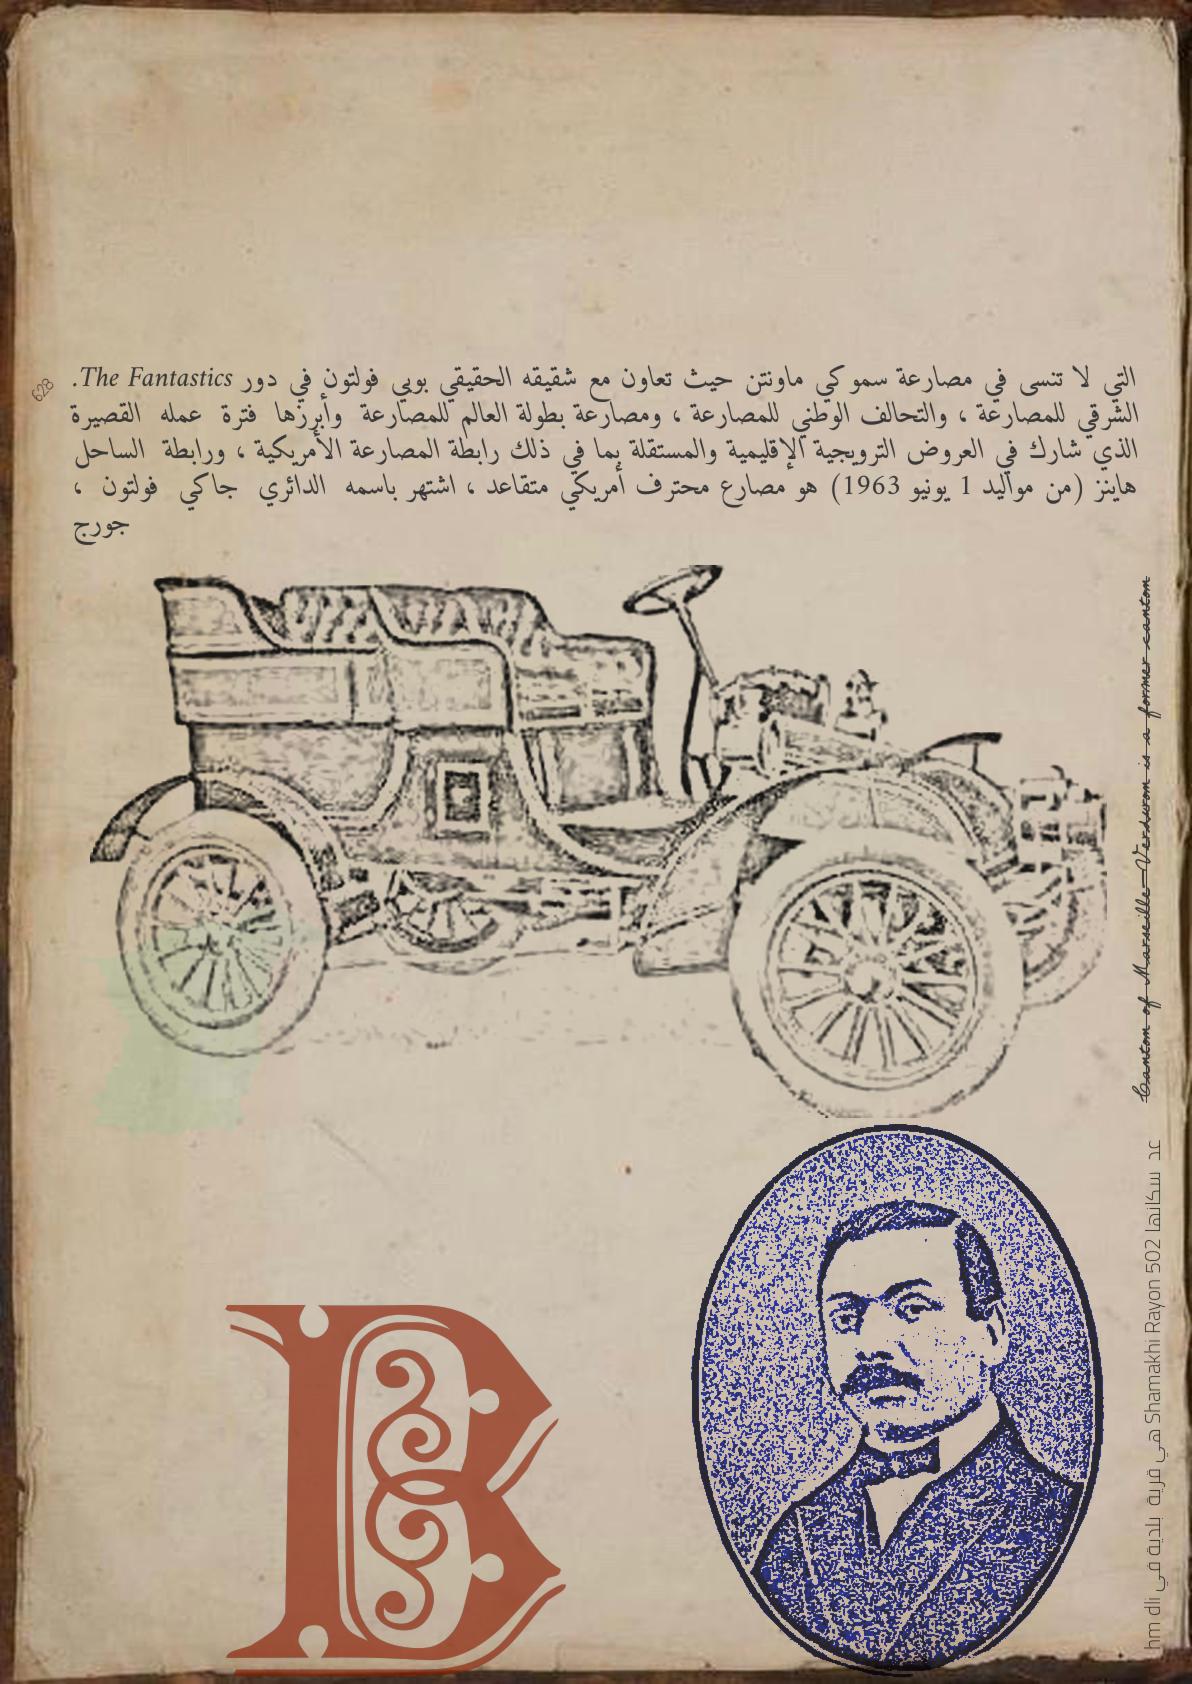 التي لا تنسى في مصارعة سموكي ماونتن حيث تعاون مع شقيقه الحقيقي بوبي فولتون في دور The Fantastics.
الشرقي للمصارعة ، والتحالف الوطني للمصارعة ، ومصارعة بطولة العالم للمصارعة وأبرزها فترة عمله القصيرة
الذي شارك في العروض الترويجية الإقليمية والمستقلة بما في ذلك رابطة المصارعة الأمريكية ، ورابطة الساحل
هاينز (من مواليد 1 يونيو 1963) هو مصارع محترف أمريكي متقاعد ، اشتهر باسمه الدائري جاكي فولتون ،
جورج
628
Canton of Marseille-Verduron is a former canton
عد سكانها 502 Shamakhi Rayon هي قرية بلدية في hm dli
B